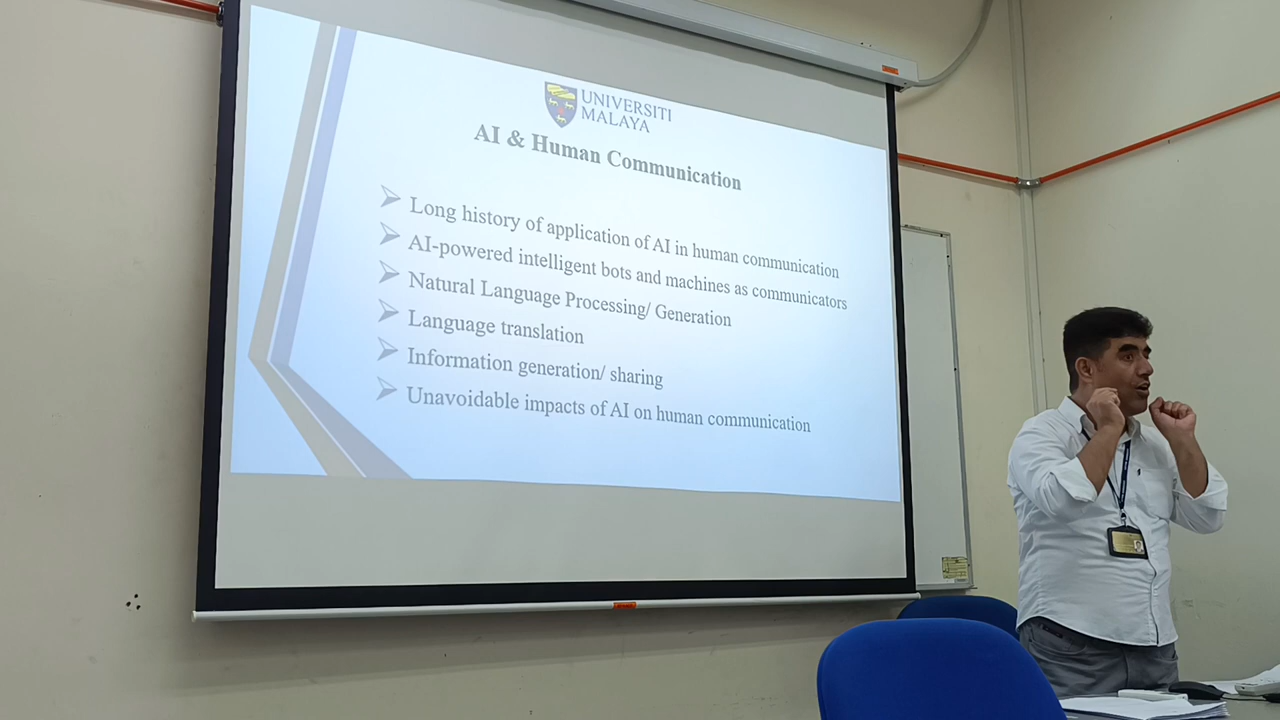 UNIVERSITI
MALAYA
AI & Human Communication
Long history of application of AI in human communication
AI-powered intelligent bots and machines as communicators
Natural Language Processing/ Generation
Language translation
Information generation/ sharing
Unavoidable impacts of AI on human communication